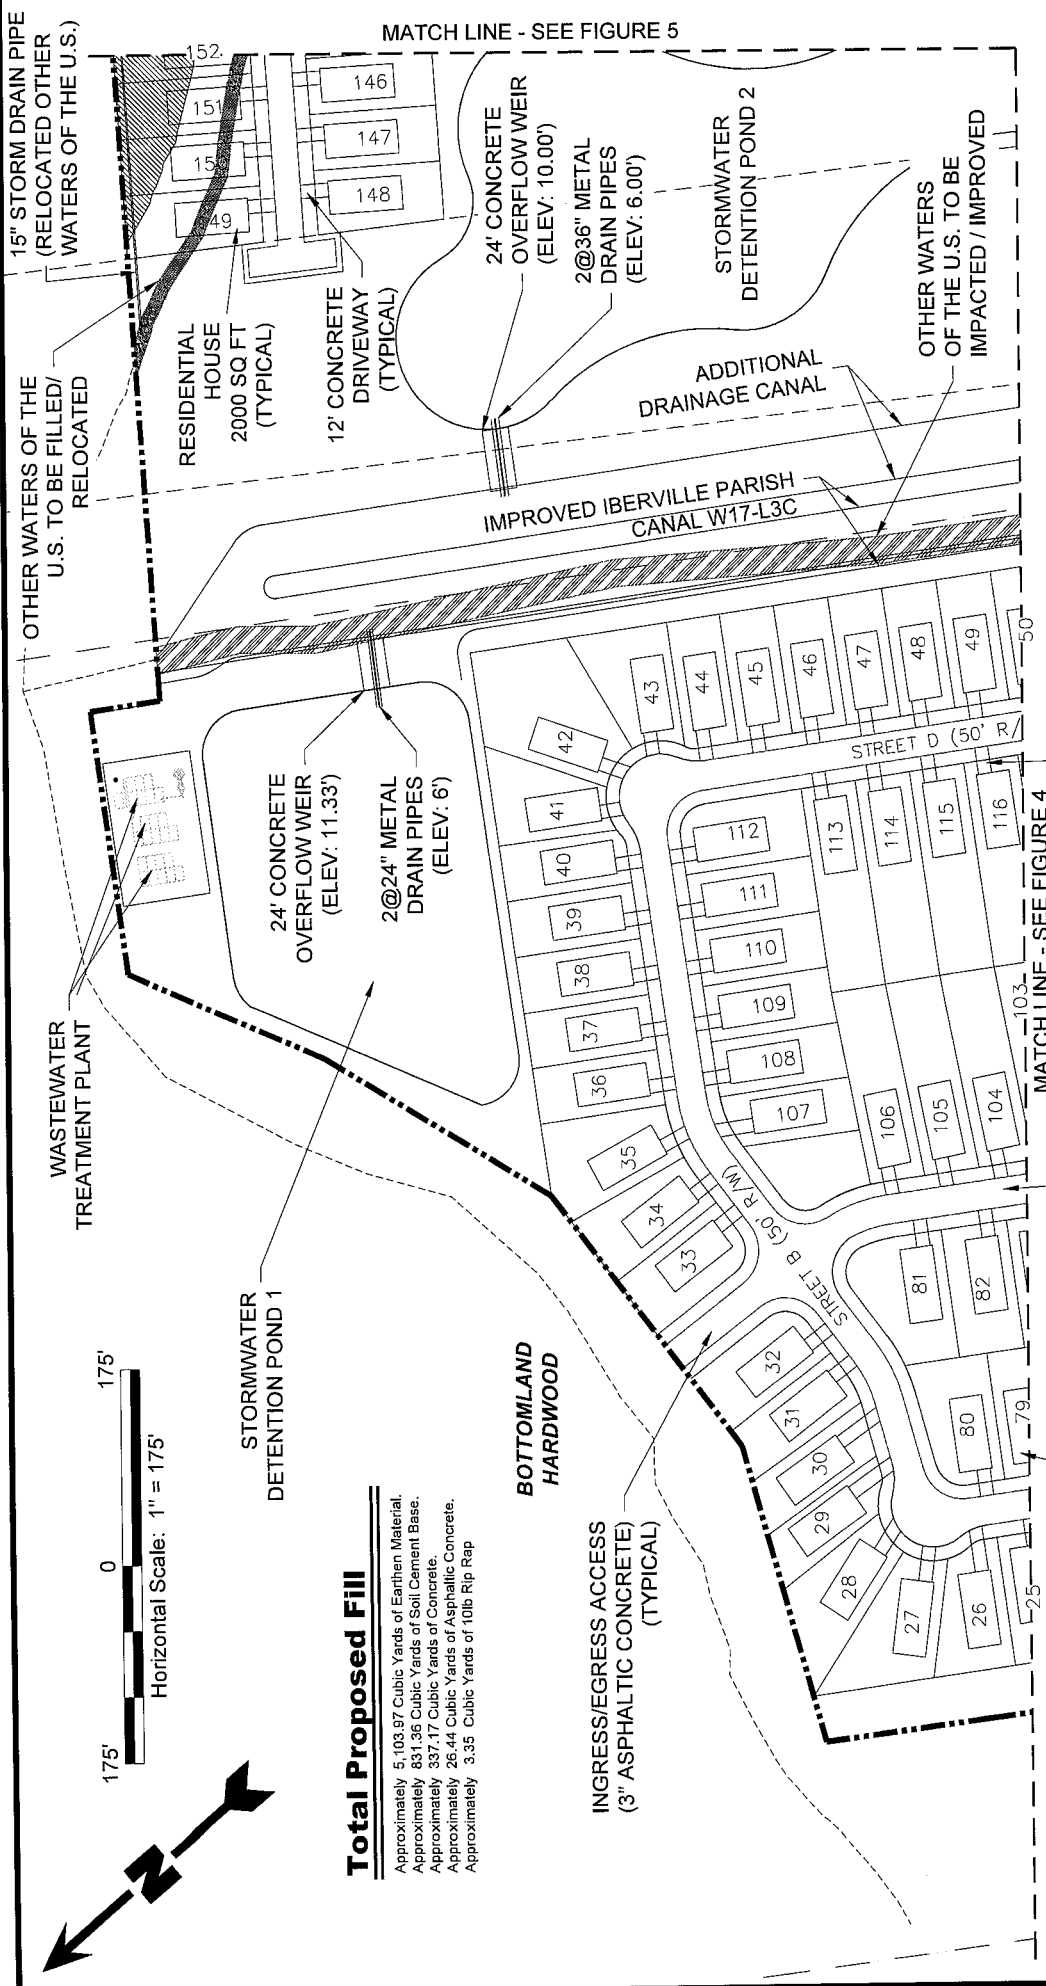 MATCH LINE - SEE FIGURE 5
15" STORM DRAIN PIPE
(RELOCATED OTHER
WATERS OF THE U.S.)
OTHER WATERS OF THE
U.S. TO BE FILLED/
RELOCATED
RESIDENTIAL
HOUSE
2000 SQ FT
(TYPICAL)
12' CONCRETE
DRIVEWAY
(TYPICAL)
24' CONCRETE
OVERFLOW WEIR
(ELEV: 10.00')
2@36" METAL
DRAIN PIPES
(ELEV: 6.00')
STORMWATER
DETENTION POND 2
OTHER WATERS
OF THE U.S. TO BE
IMPACTED / IMPROVED
ADDITIONAL
DRAINAGE CANAL
IMPROVED IBERVILLE PARISH
CANAL W17-L3C
152
151
150
149
146
147
148
WASTEWATER
TREATMENT PLANT
24' CONCRETE
OVERFLOW WEIR
(ELEV: 11.33')
2@24" METAL
DRAIN PIPES
(ELEV: 6')
STORMWATER
DETENTION POND 1
43
44
45
46
47
48
49
50
STREET D (50' R/
42
41
40
39
38
37
36
35
34
33
112
111
110
109
108
107
113
114
115
116
103
106
105
104
MATCH LINE - SEE FIGURE 4
STREET B (50' R/W)
81
82
80
79
32
31
30
29
28
27
26
25
BOTTOMLAND
HARDWOOD
INGRESS/EGRESS ACCESS
(3" ASPHALTIC CONCRETE)
(TYPICAL)
175'
0
175'
Horizontal Scale: 1" = 175'
N
Total Proposed Fill
Approximately 5,103.97 Cubic Yards of Earthen Material.
Approximately 831.36 Cubic Yards of Soil Cement Base.
Approximately 337.17 Cubic Yards of Concrete.
Approximately 26.44 Cubic Yards of Asphaltic Concrete.
Approximately 3.35 Cubic Yards of 10lb Rip Rap